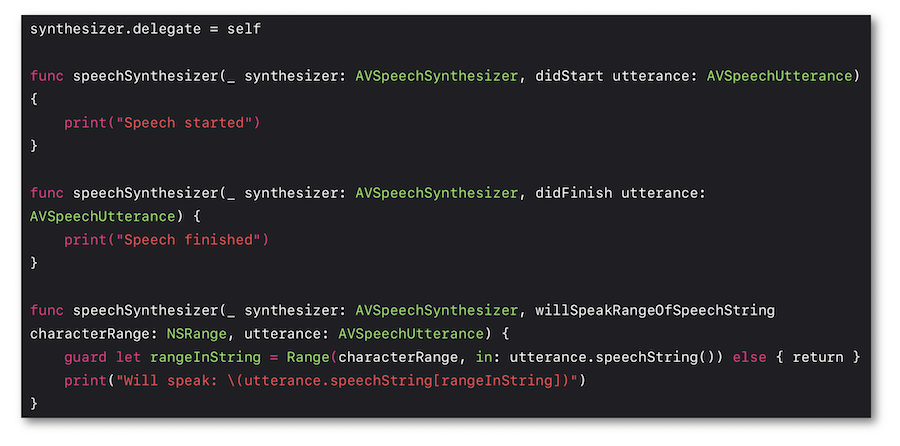 synthesizer.delegate = self
func speechSynthesizer(_ synthesizer: AVSpeechSynthesizer, didStart utterance: AVSpeechUtterance)
{
    print("Speech started")
}
func speechSynthesizer(_ synthesizer: AVSpeechSynthesizer, didFinish utterance:
AVSpeechUtterance) {
    print("Speech finished")
}
func speechSynthesizer(_ synthesizer: AVSpeechSynthesizer, willSpeakRangeOfSpeechString
characterRange: NSRange, utterance: AVSpeechUtterance) {
    guard let rangeInString = Range(characterRange, in: utterance.speechString()) else { return }
    print("Will speak: \(utterance.speechString[rangeInString])")
}